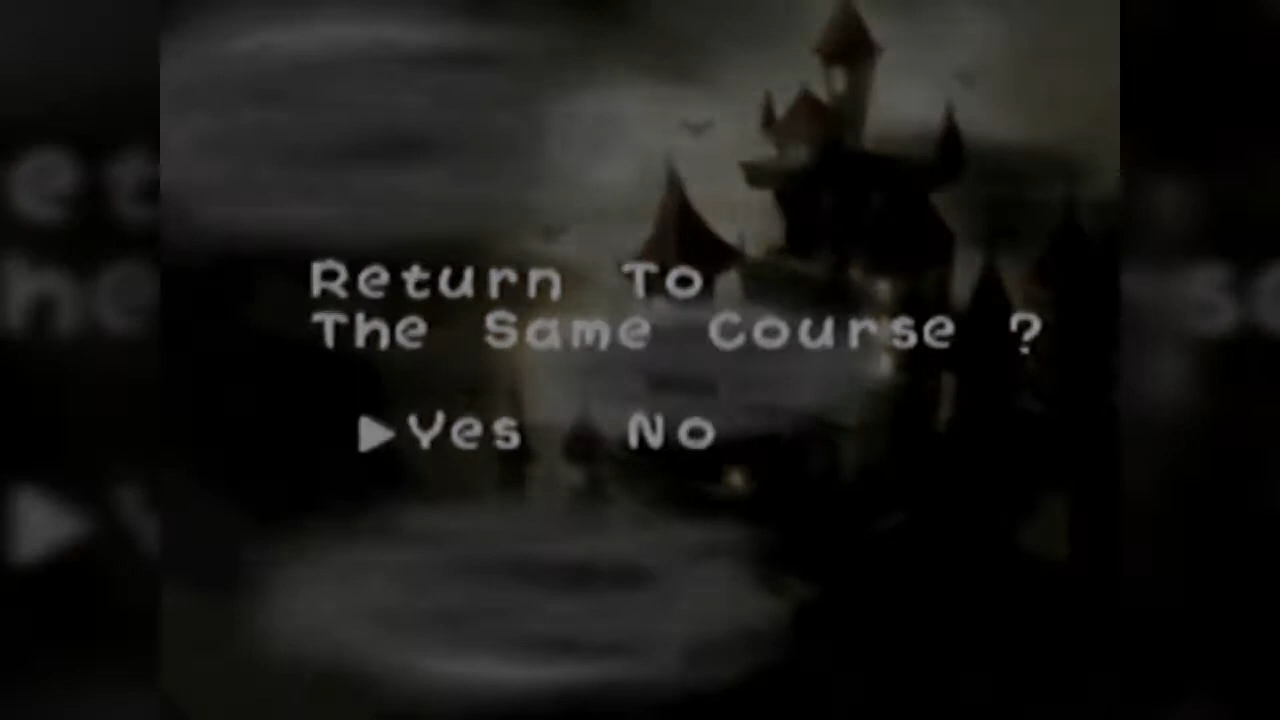 Return To
The Same Course ?
▶Yes No